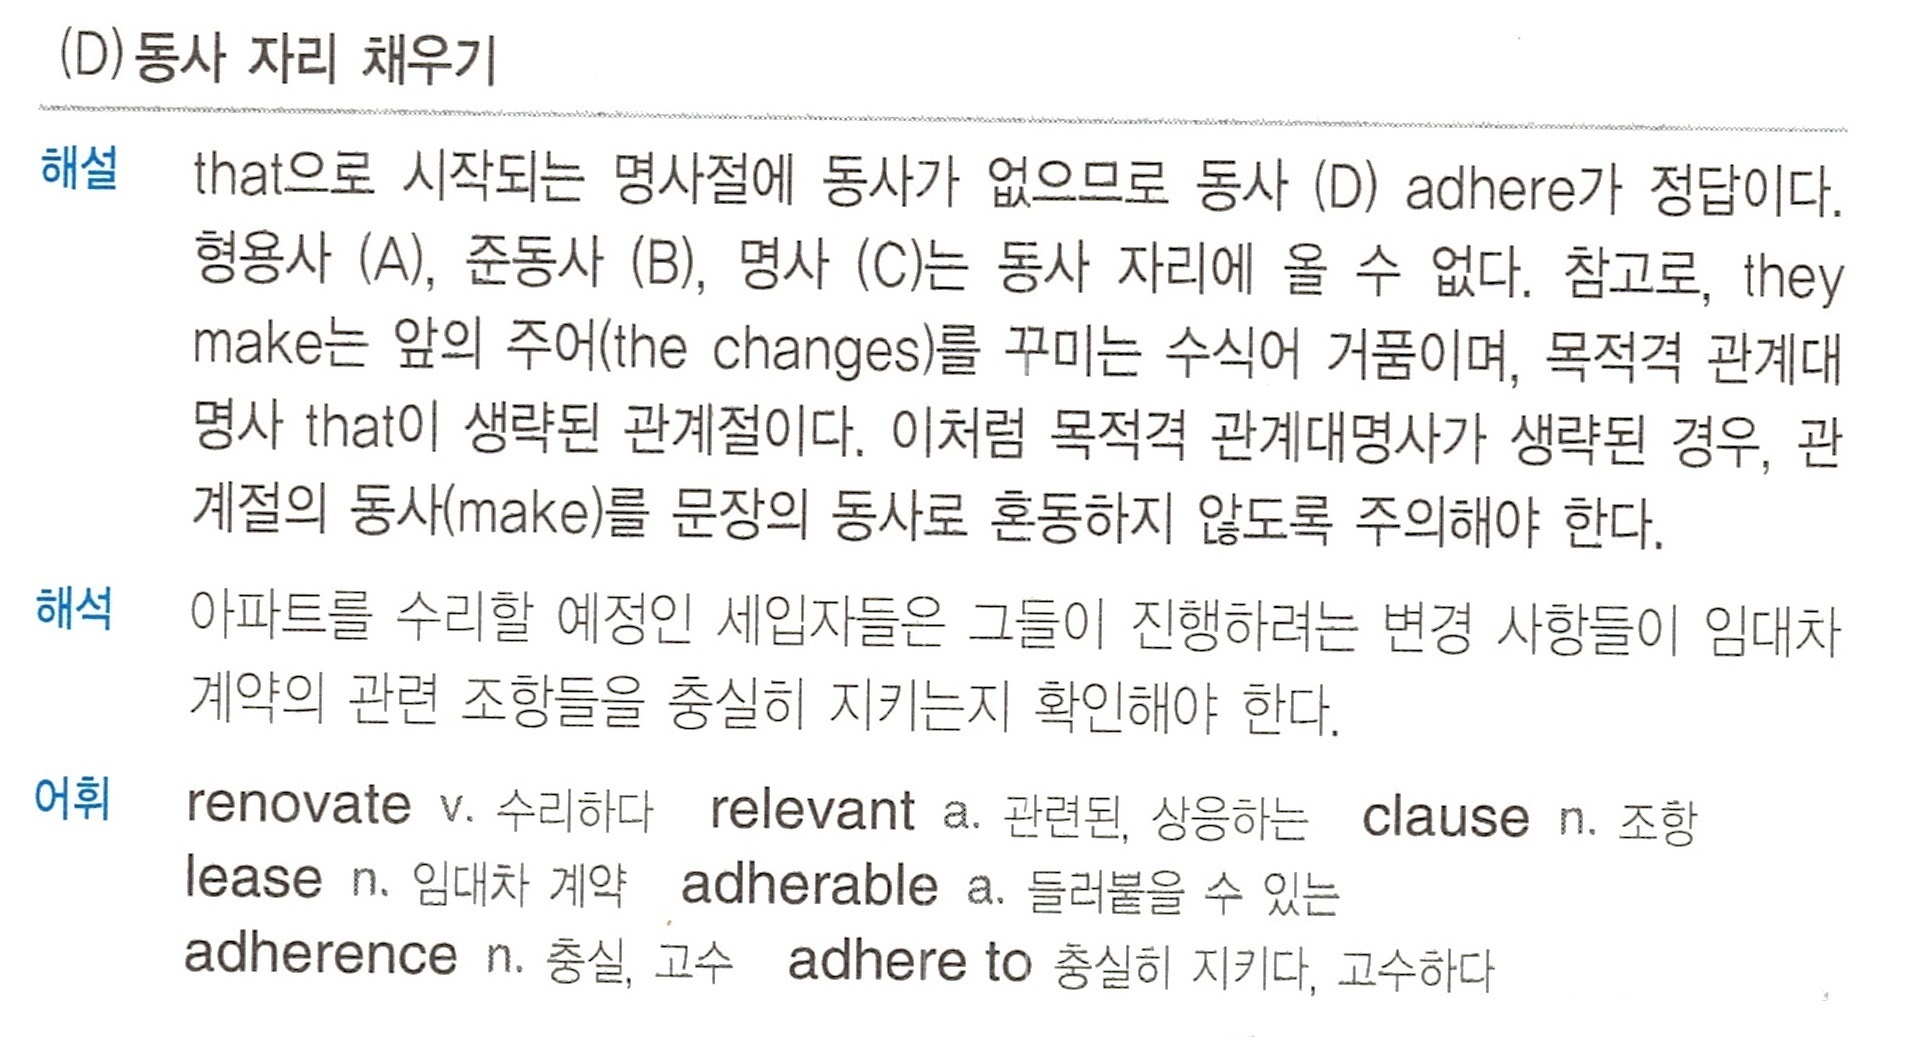 (D) 동사 자리 채우기
해설 that으로 시작되는 명사절에 동사가 없으므로 동사 (D) adhere가 정답이다.
형용사 (A), 준동사 (B), 명사 (C)는 동사 자리에 올 수 없다. 참고로, they
make는 앞의 주어(the changes)를 꾸미는 수식어 거품이며, 목적격 관계대
명사 that이 생략된 관계절이다. 이처럼 목적격 관계대명사가 생략된 경우, 관
계절의 동사(make)를 문장의 동사로 혼동하지 않도록 주의해야 한다.
해석 아파트를 수리할 예정인 세입자들은 그들이 진행하려는 변경 사항들이 임대차
계약의 관련 조항들을 충실히 지키는지 확인해야 한다.
어휘 renovate v. 수리하다 relevant a. 관련된, 상응하는 clause n. 조항
lease n. 임대차 계약 adherable a. 들러붙을 수 있는
adherence n. 충실, 고수 adhere to 충실히 지키다, 고수하다